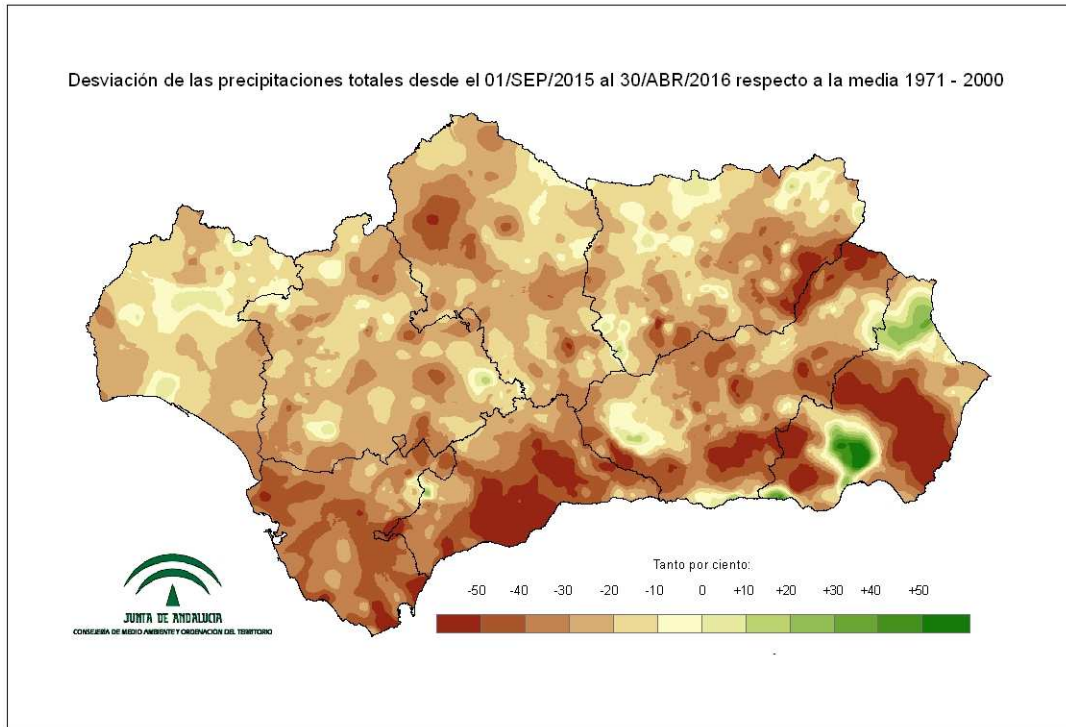 Desviación de las precipitaciones totales desde el 01/SEP/2015 al 30/ABR/2016 respecto a la media 1971 - 2000
Tanto por ciento:
-50 -40 -30 -20 -10 0 +10 +20 +30 +40 +50
JUNTA DE ANDALUCIA
CONSEJERÍA DE MEDIO AMBIENTE Y ORDENACIÓN DEL TERRITORIO